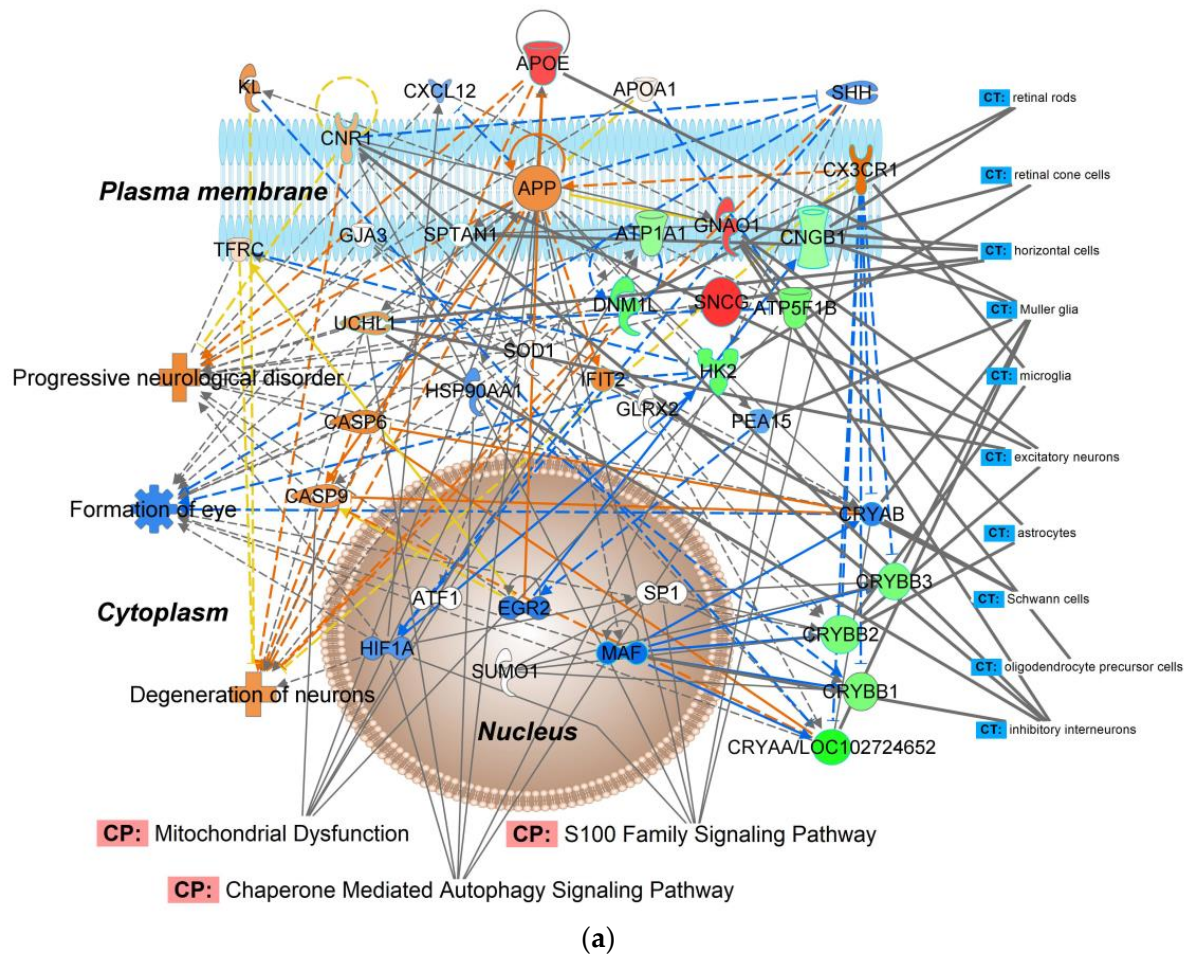 APOE
KL
CXCL12
APOA1
SHH
CT: retinal rods
CNR1
CX3CR1
CT: retinal cone cells
Plasma membrane
APP
TFRC
GJA3
SPTAN1
ATP1A1
GNAO1
CNGB1
CT: horizontal cells
DNM1L
SNCG
ATP5F1B
CT: Muller glia
UCHL1
SOD1
Progressive neurological disorder
HSP90AA1
IFIT2
HK2
CT: microglia
GLRX2
PEA15
CASP6
CT: excitatory neurons
CASP9
Formation of eye
CRYAB
CT: astrocytes
CRYBB3
Cytoplasm
ATF1
EGR2
SP1
CT: Schwann cells
CRYBB2
HIF1A
SUMO1
MAF
CT: oligodendrocyte precursor cells
Degeneration of neurons
CRYBB1
Nucleus
CT: inhibitory interneurons
CRYAA/LOC102724652
CP: Mitochondrial Dysfunction
CP: S100 Family Signaling Pathway
CP: Chaperone Mediated Autophagy Signaling Pathway
(a)